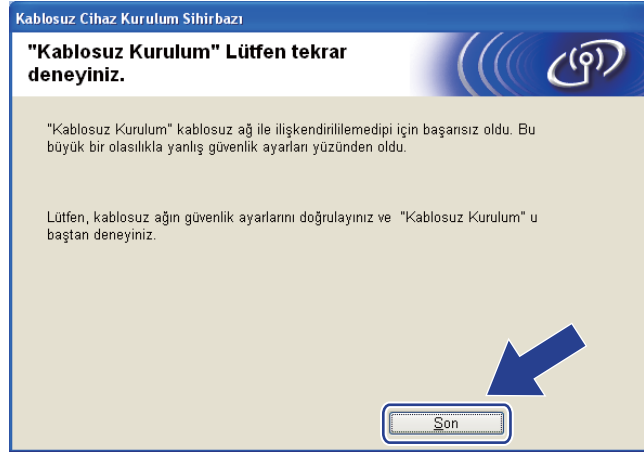 Kablosuz Cihaz Kurulum Sihirbazı
"Kablosuz Kurulum" Lütfen tekrar
deneyiniz.
"Kablosuz Kurulum" kablosuz ağ ile ilişkendirililemedipi için başarısız oldu. Bu
büyük bir olasılıkla yanlış güvenlik ayarları yüzünden oldu.
Lütfen, kablosuz ağın güvenlik ayarlarını doğrulayınız ve "Kablosuz Kurulum" u
baştan deneyiniz.
Son